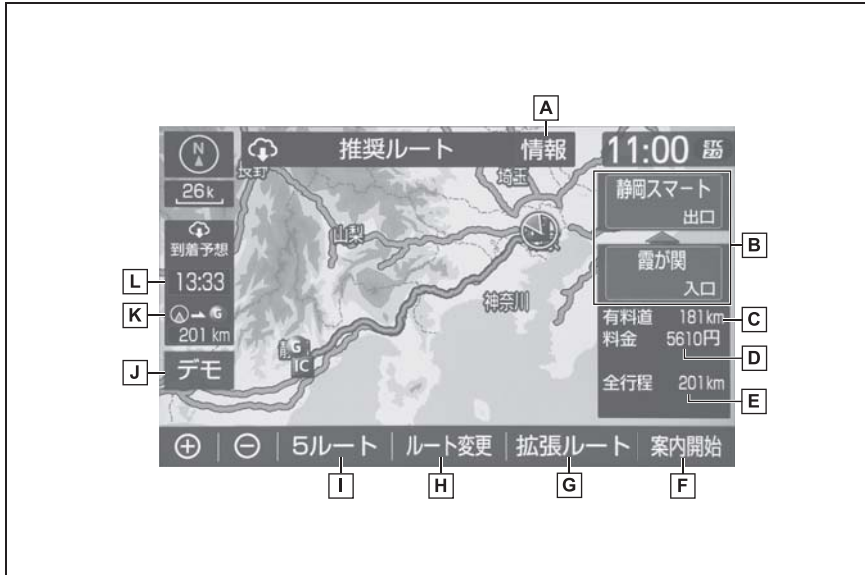 A
N
推奨ルート 情報
11:00 ETC 2.0
長野
埼玉
26k
静岡スマート
出口
B
到着予想
山梨
霞が関
入口
L
13:33
神奈川
K
G
有料道 181km
C
201 km
料金 5610円
D
静
G
IC
J
デモ
全行程 201km
E
5ルート ルート変更 拡張ルート 案内開始
I
H
G
F